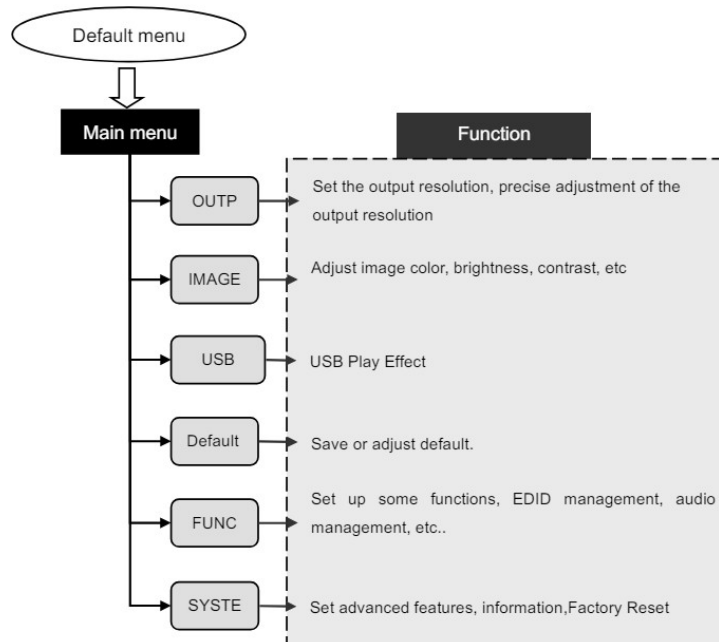 Default menu
Main menu
Function
OUTP
Set the output resolution, precise adjustment of the
output resolution
IMAGE
Adjust image color, brightness, contrast, etc
USB
USB Play Effect
Default
Save or adjust default.
FUNC
Set up some functions, EDID management, audio
management, etc..
SYSTE
Set advanced features, information,Factory Reset